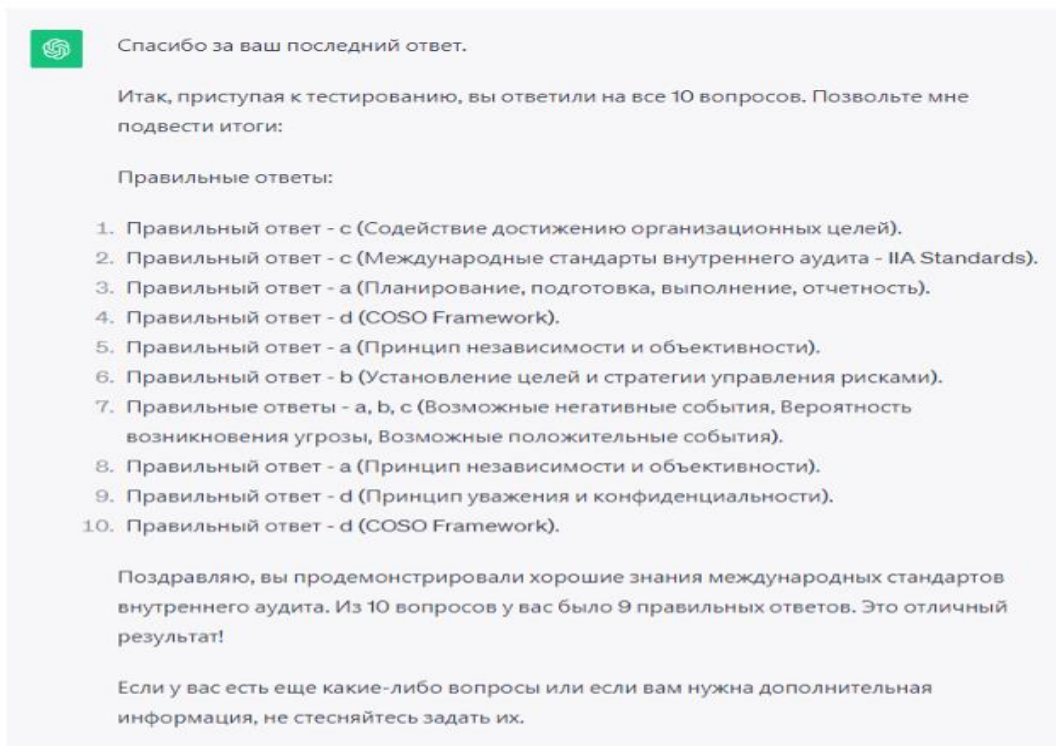 Спасибо за ваш последний ответ.
Итак, приступая к тестированию, вы ответили на все 10 вопросов. Позвольте мне
подвести итоги:
Правильные ответы:
1. Правильный ответ - c (Содействие достижению организационных целей).
2. Правильный ответ - c (Международные стандарты внутреннего аудита - IIA Standards).
3. Правильный ответ - a (Планирование, подготовка, выполнение, отчетность).
4. Правильный ответ - d (COSO Framework).
5. Правильный ответ - a (Принцип независимости и объективности).
6. Правильный ответ - b (Установление целей и стратегии управления рисками).
7. Правильные ответы - a, b, c (Возможные негативные события, Вероятность
возникновения угрозы, Возможные положительные события).
8. Правильный ответ - a (Принцип независимости и объективности).
9. Правильный ответ - d (Принцип уважения и конфиденциальности).
10. Правильный ответ - d (COSO Framework).
Поздравляю, вы продемонстрировали хорошие знания международных стандартов
внутреннего аудита. Из 10 вопросов у вас было 9 правильных ответов. Это отличный
результат!
Если у вас есть еще какие-либо вопросы или если вам нужна дополнительная
информация, не стесняйтесь задать их.